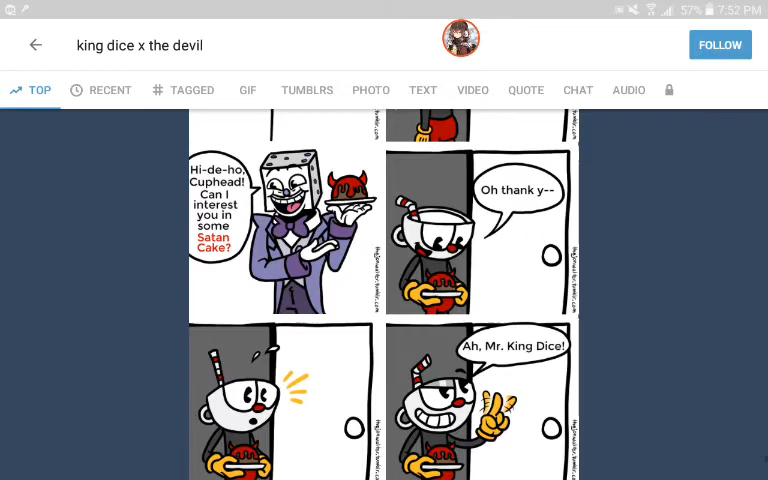 57% 7:52 PM
king dice x the devil
FOLLOW
TOP RECENT # TAGGED GIF TUMBLRS PHOTO TEXT VIDEO QUOTE CHAT AUDIO
Hi-de-ho,
Cuphead!
Can I
interest
you in
some
Satan
Cake?
Oh thank y--
Ah, Mr. King Dice!